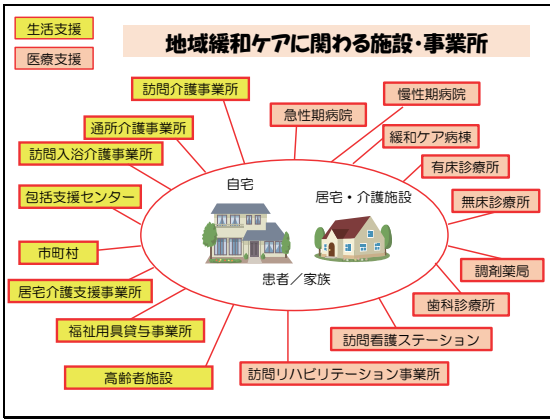 生活支援
医療支援
地域緩和ケアに関わる施設・事業所
訪問介護事業所
通所介護事業所
訪問入浴介護事業所
包括支援センター
市町村
居宅介護支援事業所
福祉用具貸与事業所
高齢者施設
急性期病院
慢性期病院
緩和ケア病棟
有床診療所
無床診療所
調剤薬局
歯科診療所
訪問看護ステーション
訪問リハビリテーション事業所
自宅
居宅・介護施設
患者／家族